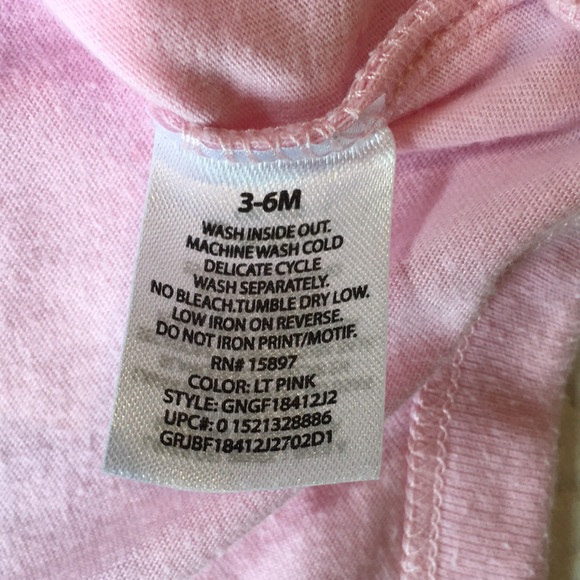 3-6M
WASH INSIDE OUT.
MACHINE WASH COLD
DELICATE CYCLE
WASH SEPARATELY.
NO BLEACH.TUMBLE DRY LOW.
LOW IRON ON REVERSE.
DO NOT IRON PRINT/MOTIF.
RN# 15897
COLOR: LT PINK
STYLE: GNGF18412J2
UPC#: 0 1521328886
GRJBF18412J2702D1